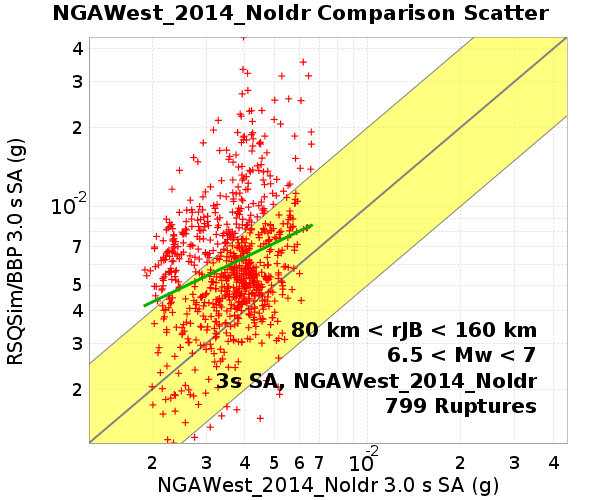 NGAWest_2014_NoIdr Comparison Scatter
RSQSim/BBP 3.0 s SA (g)
4
3
2
10-2
7
5
4
3
2
80 km < rJB < 160 km
6.5 < Mw < 7
3s SA, NGAWest_2014_NoIdr
799 Ruptures
2 3 4 5 6 7 10-2 2 3 4
NGAWest_2014_NoIdr 3.0 s SA (g)